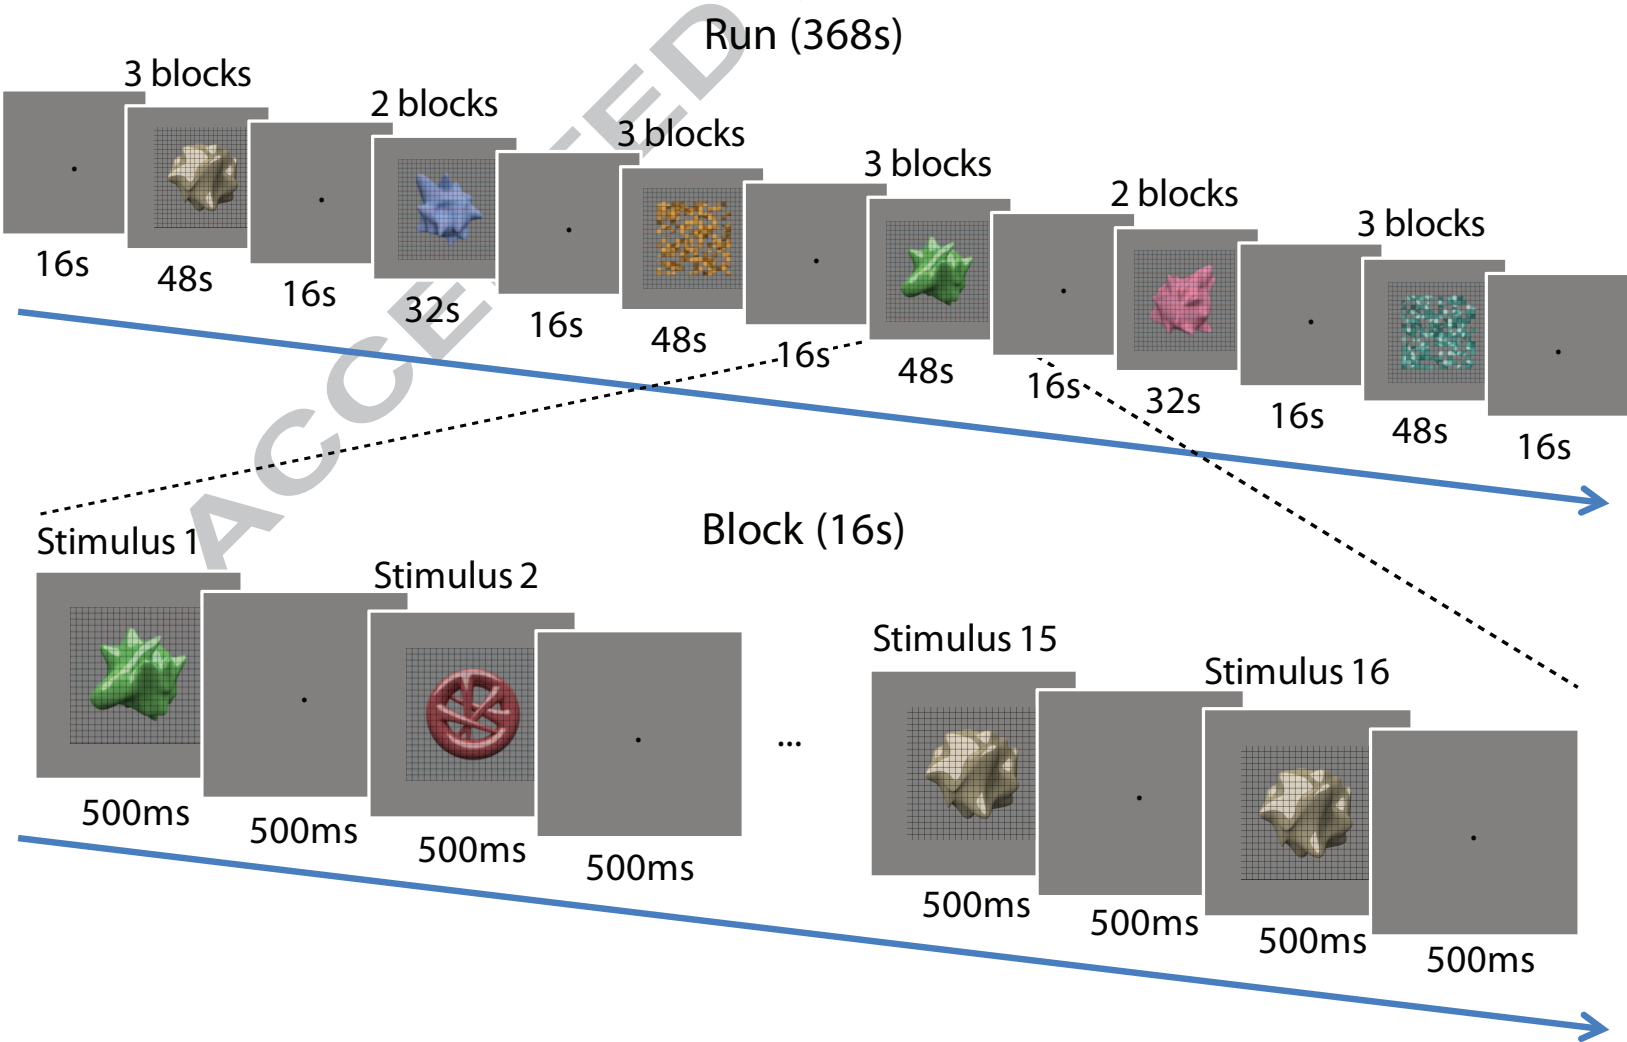 Run (368s)
3 blocks
2 blocks
3 blocks
3 blocks
2 blocks
3 blocks
16s
48s
16s
32s
16s
48s
16s
48s
16s
32s
16s
48s
16s
ACCEPTED
Block (16s)
Stimulus 1
Stimulus 2
...
Stimulus 15
Stimulus 16
500ms
500ms
500ms
500ms
500ms
500ms
500ms
500ms